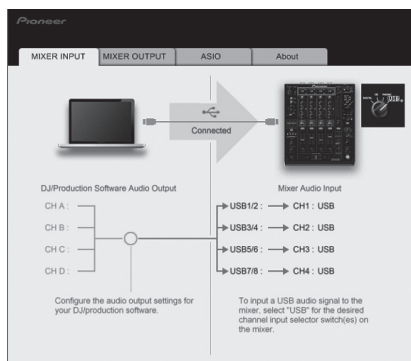 Pioneer
MIXER INPUT
MIXER OUTPUT
ASIO
About
Connected
USB
DJ/Production Software Audio Output
Mixer Audio Input
CH A :
CH B :
CH C :
CH D :
USB1/2 : CH1 : USB
USB3/4 : CH2 : USB
USB5/6 : CH3 : USB
USB7/8 : CH4 : USB
Configure the audio output settings for
your DJ/production software.
To input a USB audio signal to the
mixer. select "USB" for the desired
channel input selector switch(es) on
the mixer.